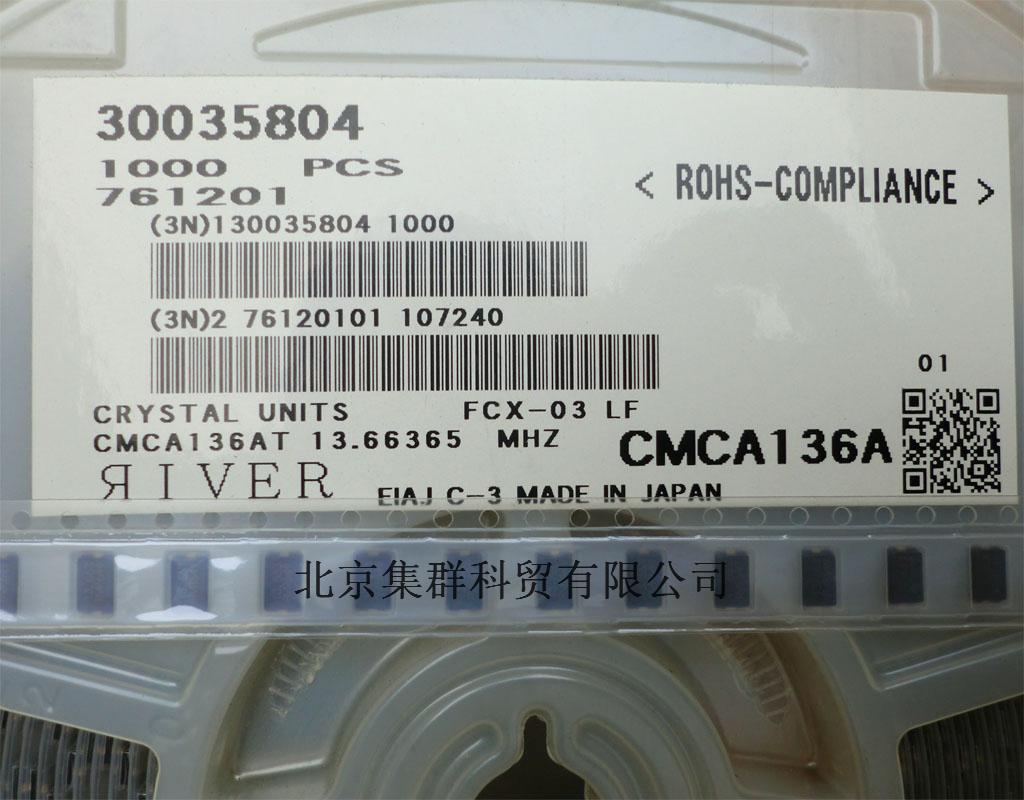 30035804
1000 PCS
761201
< ROHS-COMPLIANCE >
(3N)130035804 1000
(3N)2 76120101 107240
01
CRYSTAL UNITS FCX-03 LF
CMCA136AT 13.66365 MHZ
CMCA136A
ЯIVER
EIAJ C-3 MADE IN JAPAN
北京集群科贸有限公司